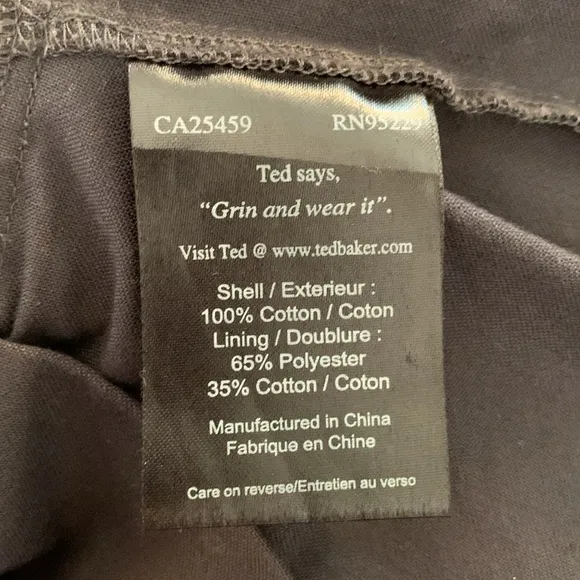 CA25459 RN95229
Ted says,
“Grin and wear it”.
Visit Ted @ www.tedbaker.com
Shell / Exterieur :
100% Cotton / Coton
Lining / Doublure :
65% Polyester
35% Cotton / Coton
Manufactured in China
Fabrique en Chine
Care on reverse/Entretien au verso